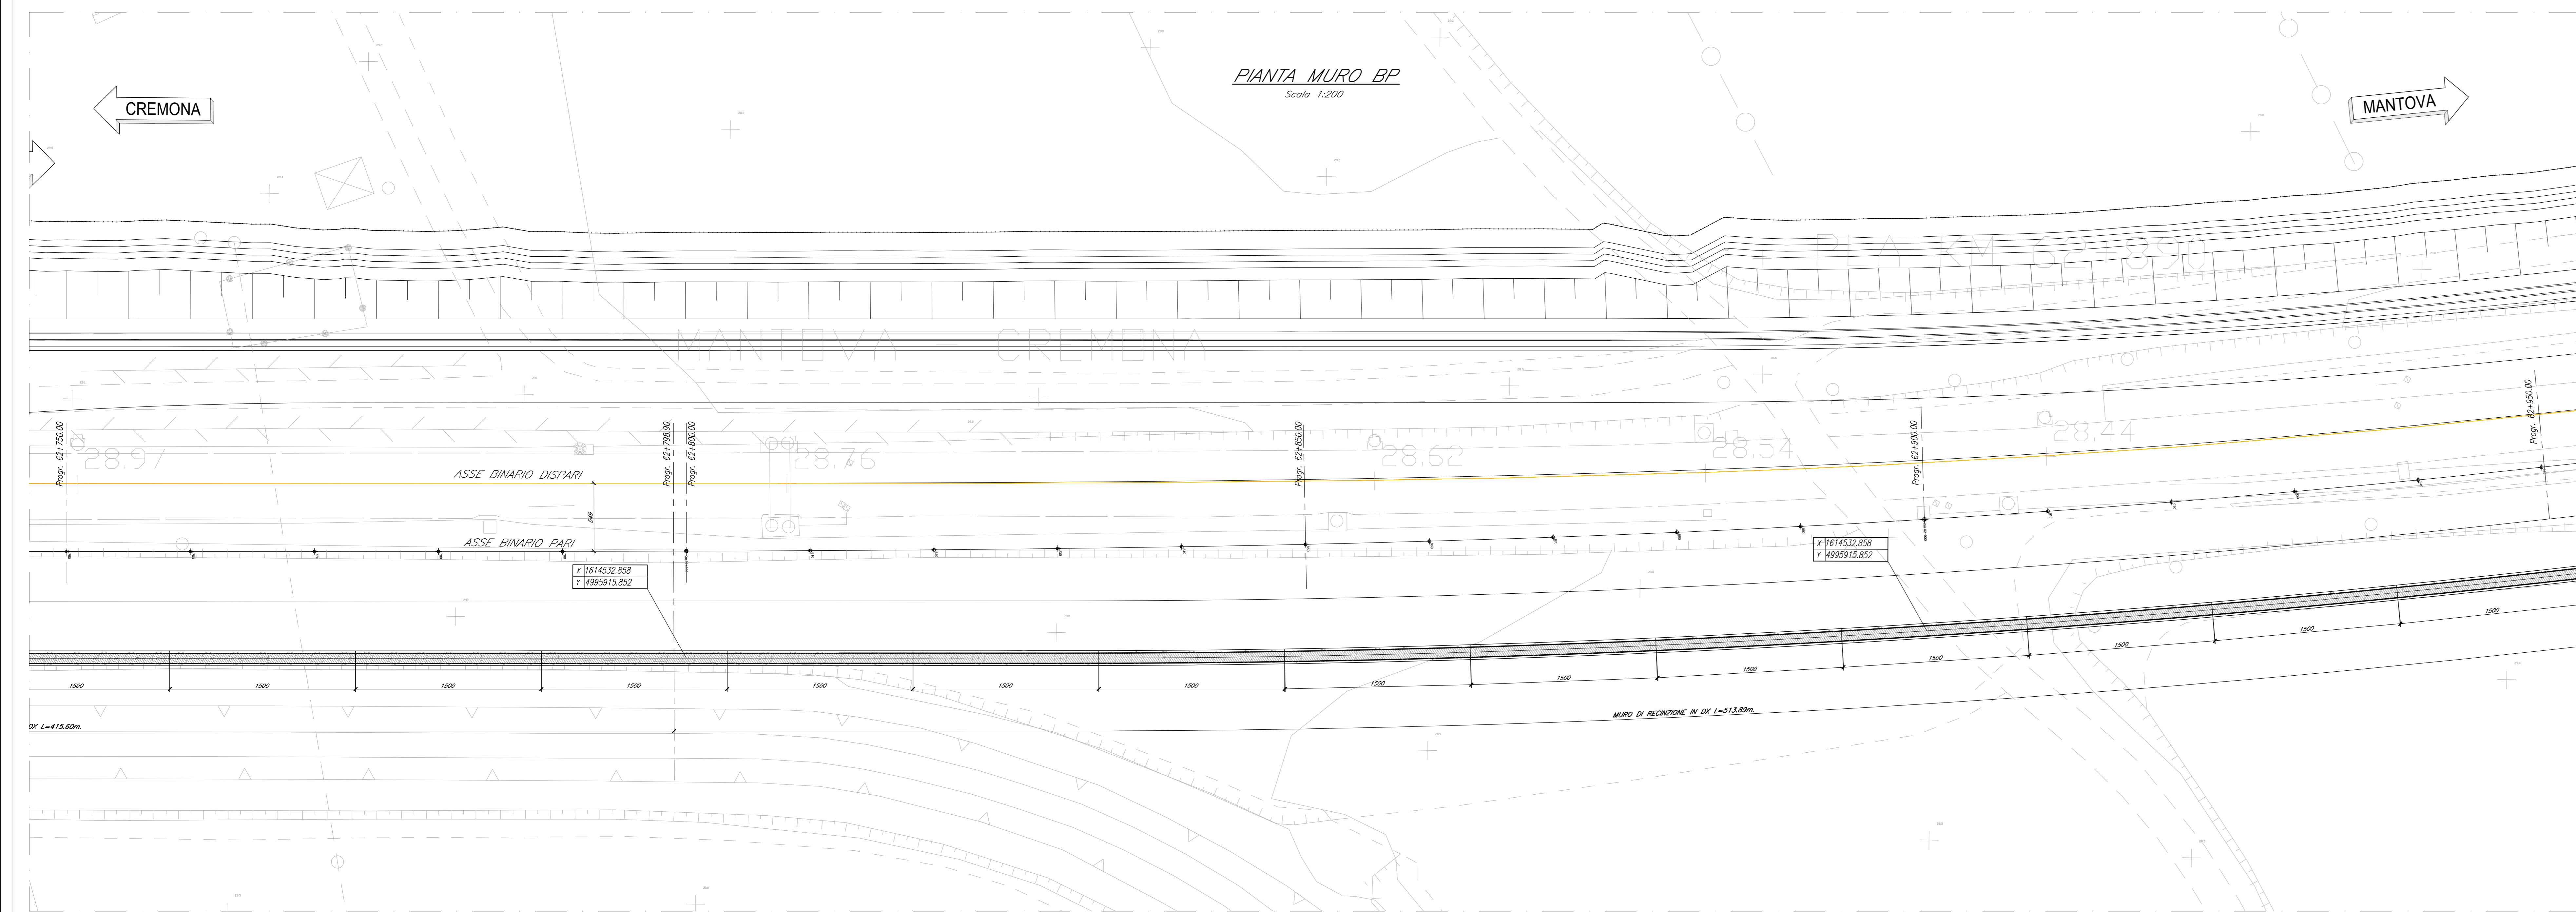 PIANTA MURO BP
Scala 1:200
CREMONA
MANTOVA
P.L.A. KM 62+890
MANTOVA - CREMONA
Progr. 62+750.00
Progr. 62+798.90
Progr. 62+800.00
Progr. 62+850.00
Progr. 62+900.00
Progr. 62+950.00
28.97
28.76
28.62
28.54
28.44
ASSE BINARIO DISPARI
549
ASSE BINARIO PARI
X 1614532.858
Y 4995915.852
X 1614532.858
Y 4995915.852
1500
1500
1500
1500
1500
1500
1500
1500
1500
1500
1500
1500
1500
1500
DX L=415.60m.
MURO DI RECINZIONE IN DX L=513.89m.